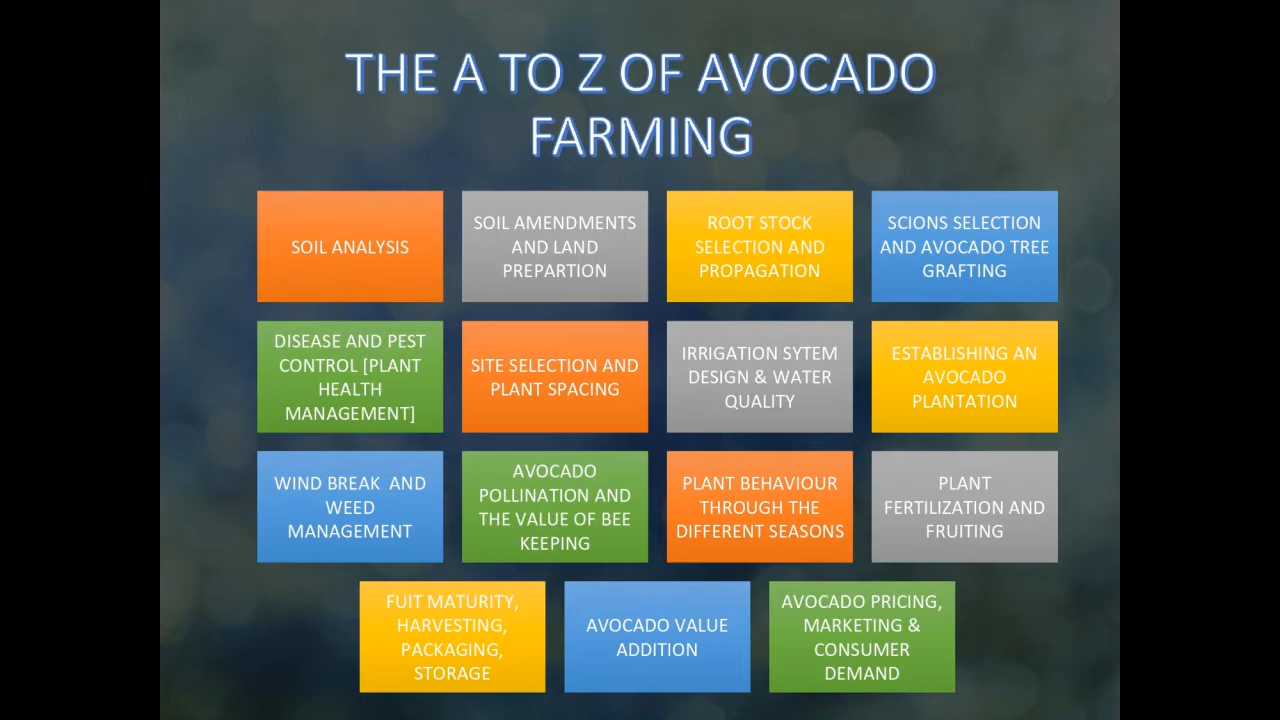 THE A TO Z OF AVOCADO
FARMING
SOIL ANALYSIS
SOIL AMENDMENTS
AND LAND
PREPARTION
ROOT STOCK
SELECTION AND
PROPAGATION
SCIONS SELECTION
AND AVOCADO TREE
GRAFTING
DISEASE AND PEST
CONTROL [PLANT
HEALTH
MANAGEMENT]
SITE SELECTION AND
PLANT SPACING
IRRIGATION SYTEM
DESIGN & WATER
QUALITY
ESTABLISHING AN
AVOCADO
PLANTATION
WIND BREAK AND
WEED
MANAGEMENT
AVOCADO
POLLINATION AND
THE VALUE OF BEE
KEEPING
PLANT BEHAVIOUR
THROUGH THE
DIFFERENT SEASONS
PLANT
FERTILIZATION AND
FRUITING
FUIT MATURITY,
HARVESTING,
PACKAGING,
STORAGE
AVOCADO VALUE
ADDITION
AVOCADO PRICING,
MARKETING &
CONSUMER
DEMAND